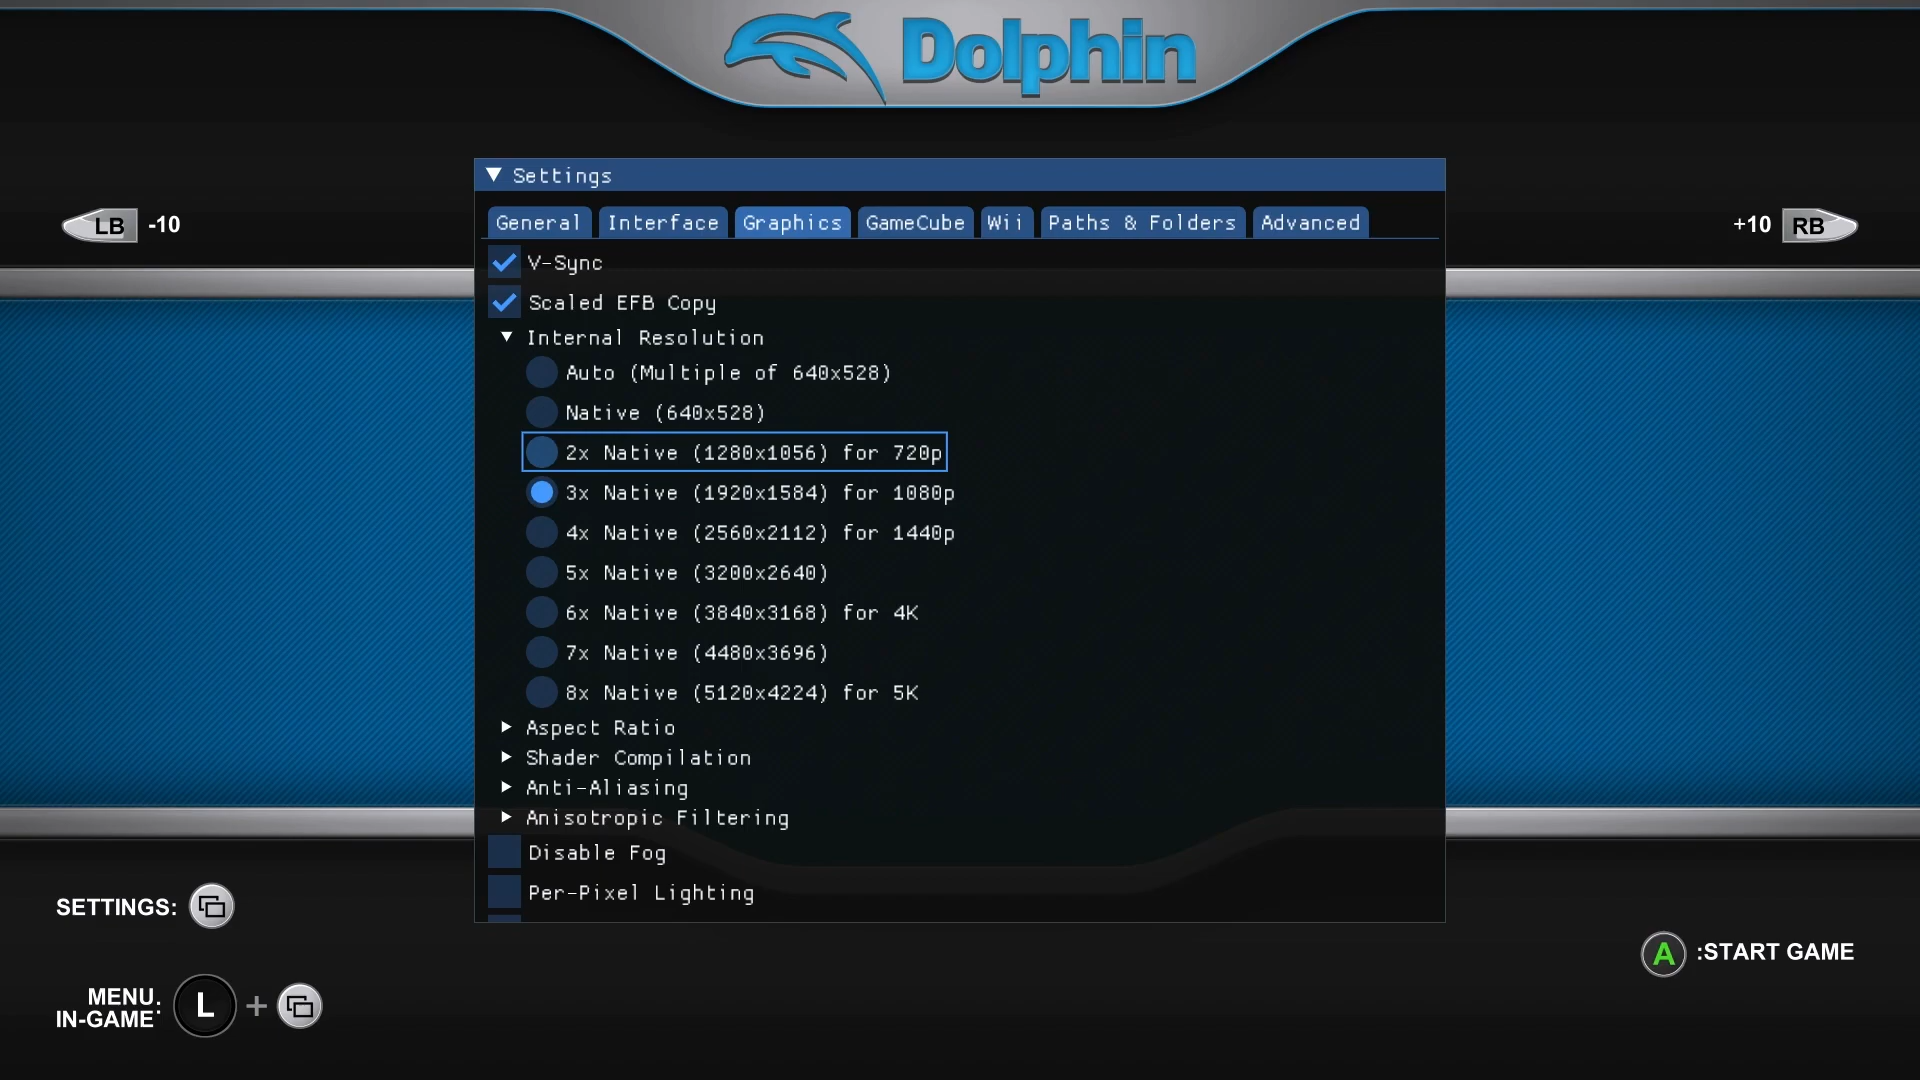 Dolphin
Settings
General Interface Graphics GameCube Wii Paths & Folders Advanced
LB -10
+10 RB
V-Sync
Scaled EFB Copy
Internal Resolution
Auto (Multiple of 640x528)
Native (640x528)
2x Native (1280x1056) for 720p
3x Native (1920x1584) for 1080p
4x Native (2560x2112) for 1440p
5x Native (3200x2640)
6x Native (3840x3168) for 4K
7x Native (4480x3696)
8x Native (5120x4224) for 5K
Aspect Ratio
Shader Compilation
Anti-Aliasing
Anisotropic Filtering
Disable Fog
Per-Pixel Lighting
SETTINGS:
A :START GAME
MENU
IN-GAME: L +